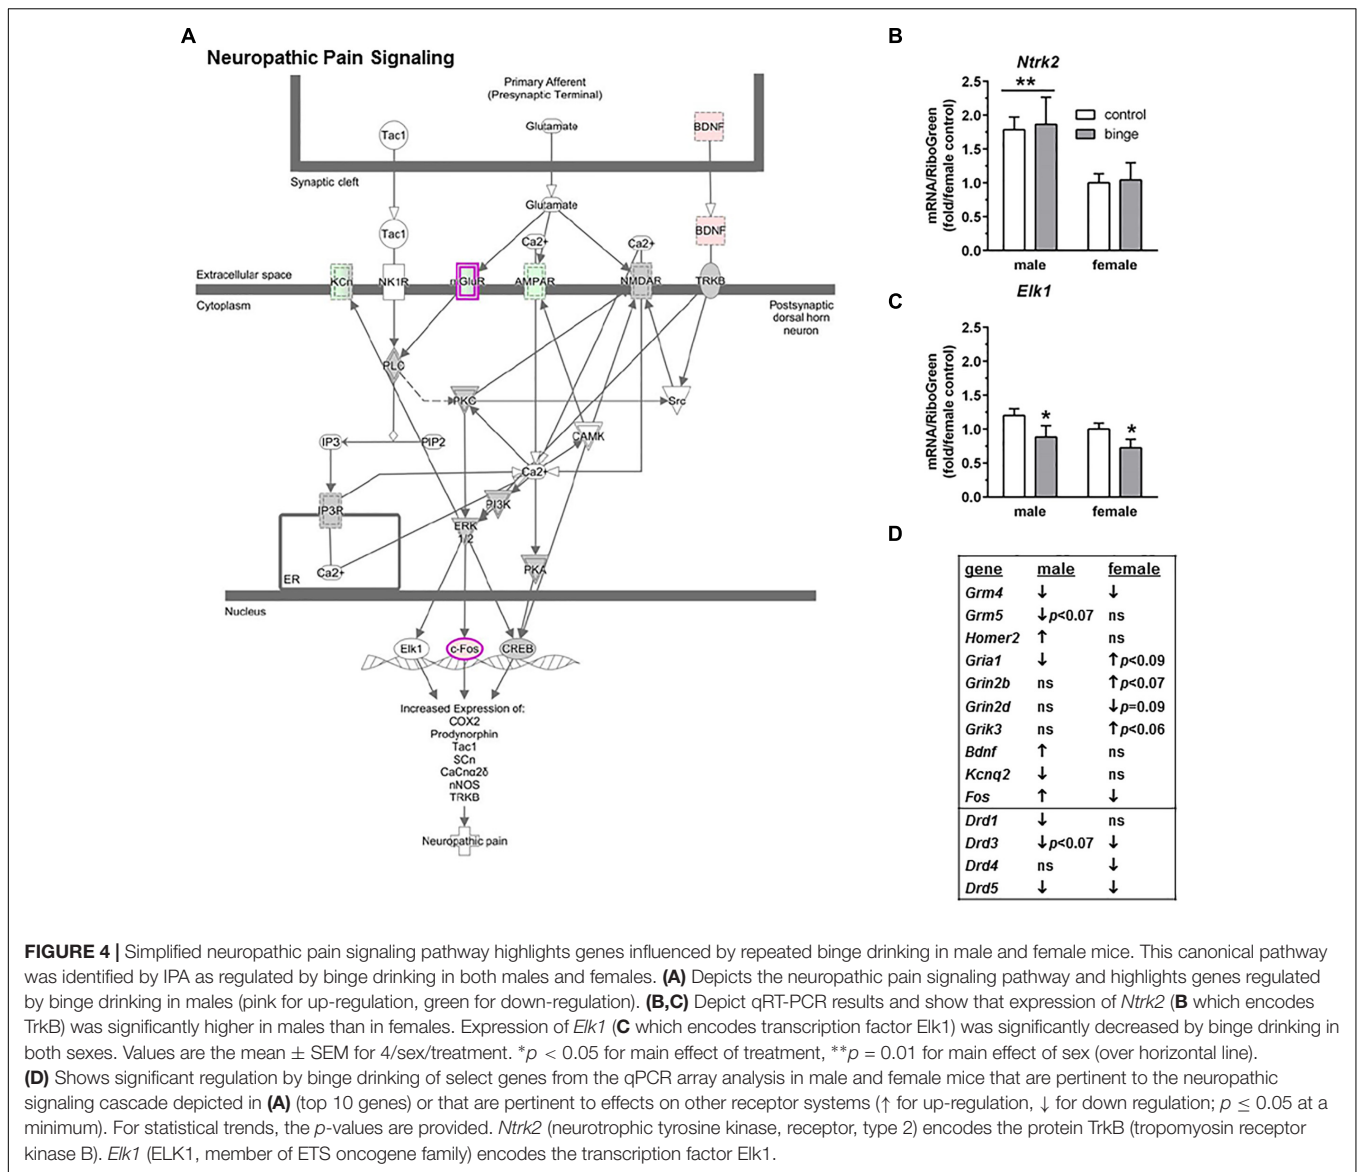 A
Neuropathic Pain Signaling
Primary Afferent
(Presynaptic Terminal)
Tac1
Glutamate
BDNF
Synaptic cleft
Glutamate
Tac1
Ca2+
Ca2+
BDNF
Extracellular space
KCn
NK1R
mGluR
AMPAR
NMDAR
TRKB
Cytoplasm
Postsynaptic
dorsal horn
neuron
PLC
PKC
Src
IP3
PIP2
CAMK
Ca2+
IP3R
PI3K
ERK
1/2
Ca2+
ER
PKA
Nucleus
Elk1
c-Fos
CREB
Increased Expression of:
COX2
Prodynorphin
Tac1
SCn
CaCnα2δ
nNOS
TRKB
Neuropathic pain
B
Ntrk2
mRNA/RiboGreen
(fold/female control)
2.5
2.0
1.5
1.0
0.5
0.0
**
control
binge
male
female
C
Elk1
mRNA/RiboGreen
(fold/female control)
2.5
2.0
1.5
1.0
0.5
0.0
*
*
male
female
D
gene male female
Grm4 ↓ ↓
Grm5 ↓p<0.07 ns
Homer2 ↑ ns
Gria1 ↓ ↑p<0.09
Grin2b ns ↑p<0.07
Grin2d ns ↓p=0.09
Grik3 ns ↑p<0.06
Bdnf ↑ ns
Kcnq2 ↓ ns
Fos ↑ ↓
Drd1 ↓ ns
Drd3 ↓p<0.07 ↓
Drd4 ns ↓
Drd5 ↓ ↓
FIGURE 4 | Simplified neuropathic pain signaling pathway highlights genes influenced by repeated binge drinking in male and female mice. This canonical pathway
was identified by IPA as regulated by binge drinking in both males and females. (A) Depicts the neuropathic pain signaling pathway and highlights genes regulated
by binge drinking in males (pink for up-regulation, green for down-regulation). (B,C) Depict qRT-PCR results and show that expression of Ntrk2 (B which encodes
TrkB) was significantly higher in males than in females. Expression of Elk1 (C which encodes transcription factor Elk1) was significantly decreased by binge drinking in
both sexes. Values are the mean ± SEM for 4/sex/treatment. *p < 0.05 for main effect of treatment, **p = 0.01 for main effect of sex (over horizontal line).
(D) Shows significant regulation by binge drinking of select genes from the qPCR array analysis in male and female mice that are pertinent to the neuropathic
signaling cascade depicted in (A) (top 10 genes) or that are pertinent to effects on other receptor systems (↑ for up-regulation, ↓ for down regulation; p ≤ 0.05 at a
minimum). For statistical trends, the p-values are provided. Ntrk2 (neurotrophic tyrosine kinase, receptor, type 2) encodes the protein TrkB (tropomyosin receptor
kinase B). Elk1 (ELK1, member of ETS oncogene family) encodes the transcription factor Elk1.